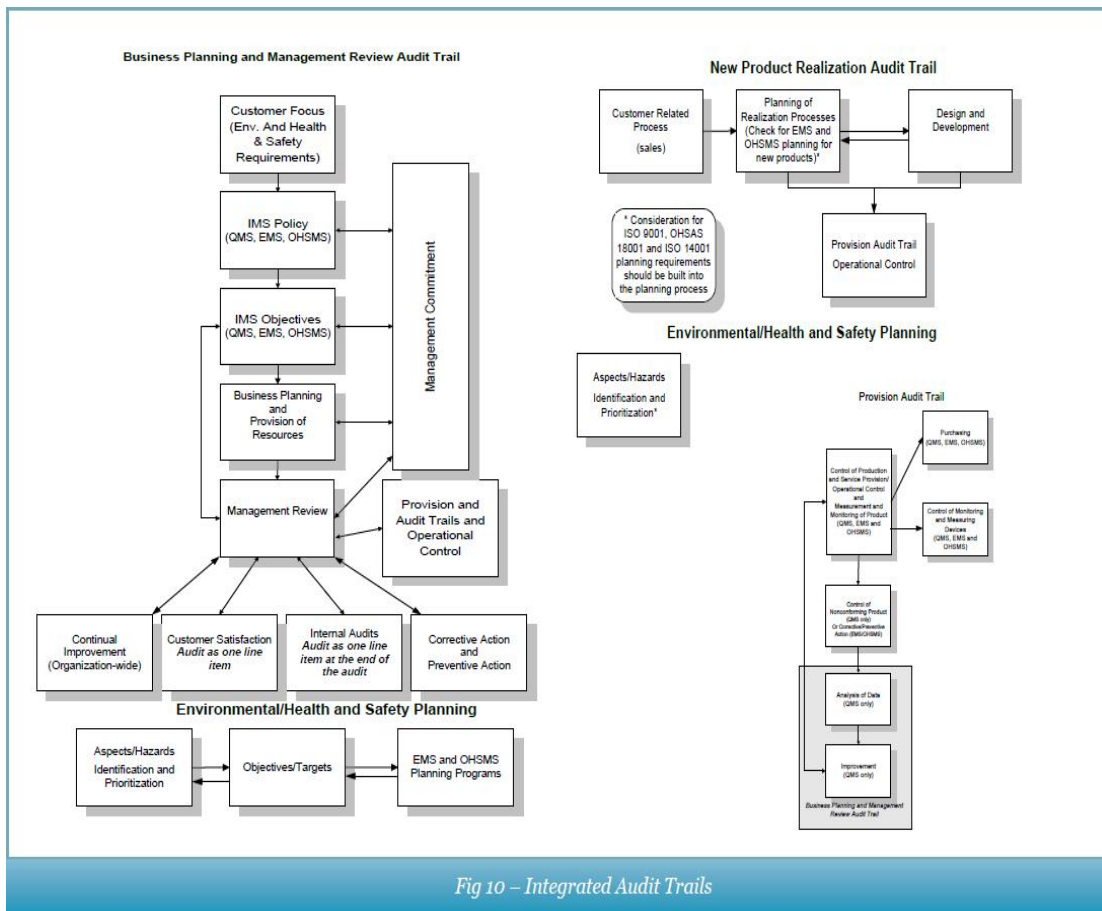 Business Planning and Management Review Audit Trail
Customer Focus
(Env. And Health
& Safety
Requirements)
IMS Policy
(QMS, EMS, OHSMS)
IMS Objectives
(QMS, EMS, OHSMS)
Business Planning
and
Provision of
Resources
Management Review
Management Commitment
Provision and
Audit Trails and
Operational
Control
Continual
Improvement
(Organization-wide)
Customer Satisfaction
Audit as one line
item
Internal Audits
Audit as one line
item at the end of
the audit
Corrective Action
and
Preventive Action
Environmental/Health and Safety Planning
Aspects/Hazards
Identification and
Prioritization
Objectives/Targets
EMS and OHSMS
Planning Programs
New Product Realization Audit Trail
Customer Related
Process
(sales)
Planning of
Realization Processes
(Check for EMS and
OHSMS planning for
new products)*
Design and
Development
* Consideration for
ISO 9001, OHSAS
18001 and ISO 14001
planning requirements
should be built into
the planning process
Provision Audit Trail
Operational Control
Environmental/Health and Safety Planning
Aspects/Hazards
Identification and
Prioritization*
Provision Audit Trail
Purchasing
(QMS, EMS, OHSMS)
Control of Production
and Service Provision/
Operational Control
and
Measurement and
Monitoring of Product
(QMS, EMS and
OHSMS)
Control of Monitoring
and Measuring
Devices
(QMS, EMS and
OHSMS)
Control of
Nonconforming Product
(QMS only)
Or Corrective/Preventive
Action (EMS/OHSMS)
Analysis of Data
(QMS only)
Improvement
(QMS only)
Business Planning and Management
Review Audit Trail
Fig 10 – Integrated Audit Trails